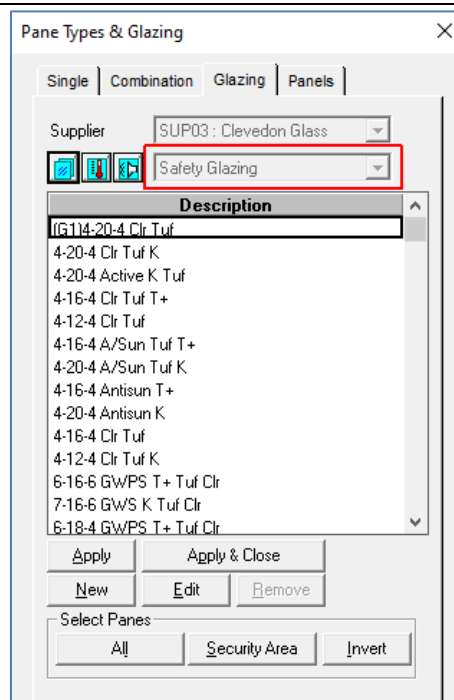 Pane Types & Glazing
Single Combination Glazing Panels
Supplier SUP03 : Clevedon Glass
Safety Glazing
Description
(G1)4-20-4 Clr Tuf
4-20-4 Clr Tuf K
4-20-4 Active K Tuf
4-16-4 Clr Tuf T+
4-12-4 Clr Tuf
4-16-4 A/Sun Tuf T+
4-20-4 A/Sun Tuf K
4-16-4 Antisun T+
4-20-4 Antisun K
4-16-4 Clr Tuf
4-12-4 Clr Tuf K
6-16-6 GWPS T+ Tuf Clr
7-16-6 GWS K Tuf Clr
6-18-4 GWPS T+ Tuf Clr
Apply Apply & Close
New Edit Remove
Select Panes
All Security Area Invert